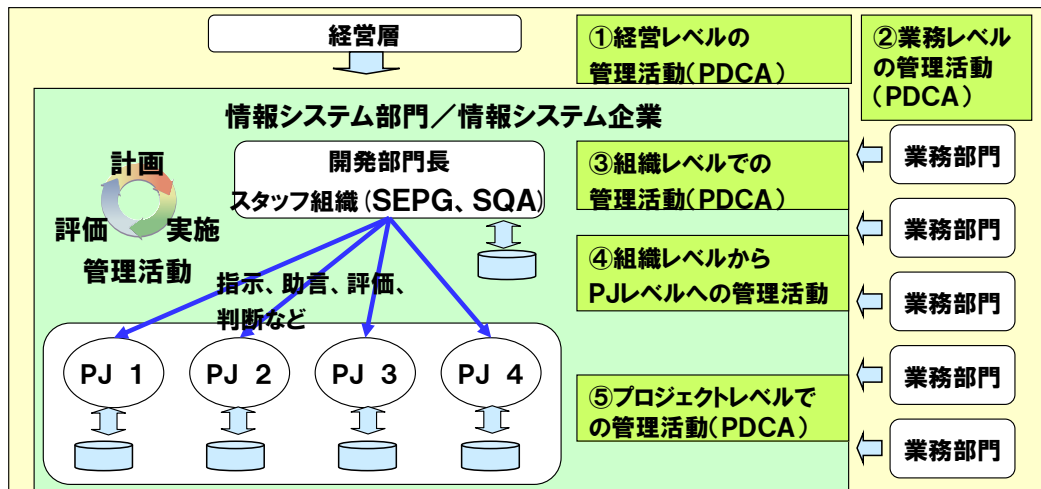 経営層
①経営レベルの
管理活動(PDCA)
②業務レベル
の管理活動
(PDCA)
情報システム部門／情報システム企業
計画
評価
実施
管理活動
開発部門長
スタッフ組織(SEPG、SQA)
③組織レベルでの
管理活動(PDCA)
④組織レベルから
PJレベルへの管理活動
指示、助言、評価、
判断など
PJ 1
PJ 2
PJ 3
PJ 4
⑤プロジェクトレベルで
の管理活動(PDCA)
業務部門
業務部門
業務部門
業務部門
業務部門